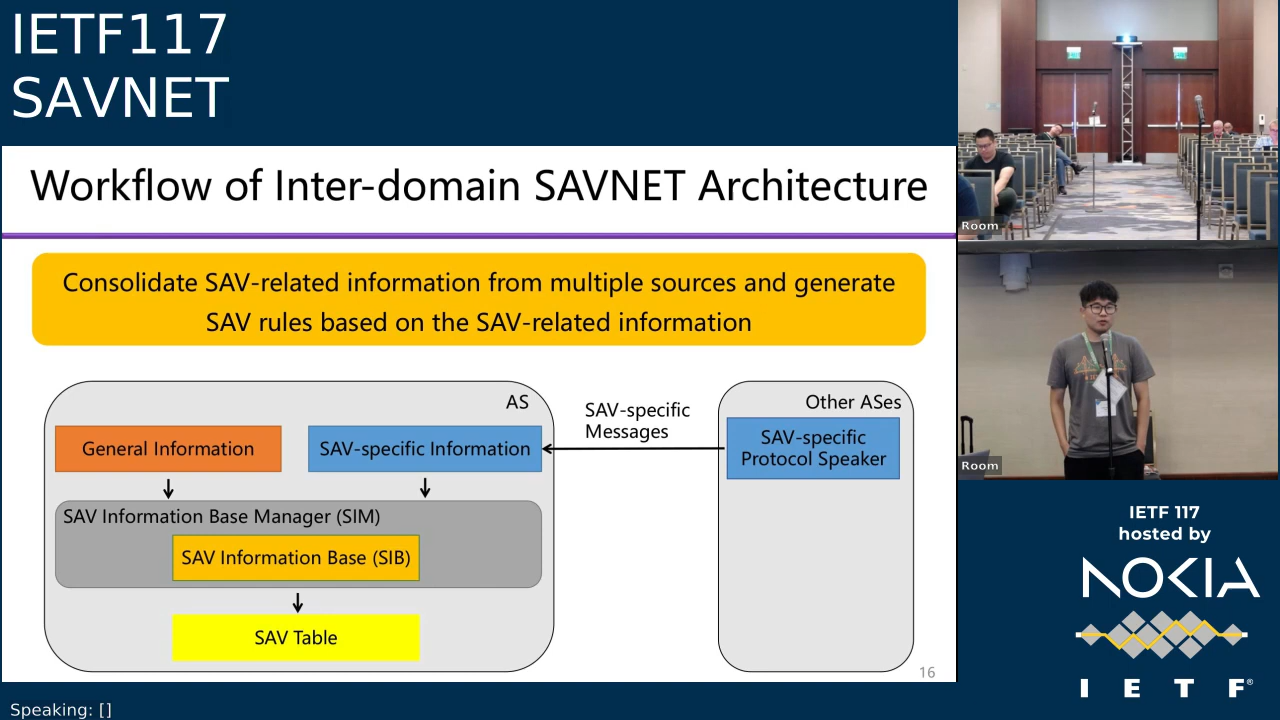 IETF117
SAVNET
Workflow of Inter-domain SAVNET Architecture
Consolidate SAV-related information from multiple sources and generate
SAV rules based on the SAV-related information
AS
General Information
SAV-specific Information
SAV Information Base Manager (SIM)
SAV Information Base (SIB)
SAV Table
SAV-specific
Messages
Other ASes
SAV-specific
Protocol Speaker
16
Room
Room
IETF 117
hosted by
NOKIA
I E T F®
Speaking: []